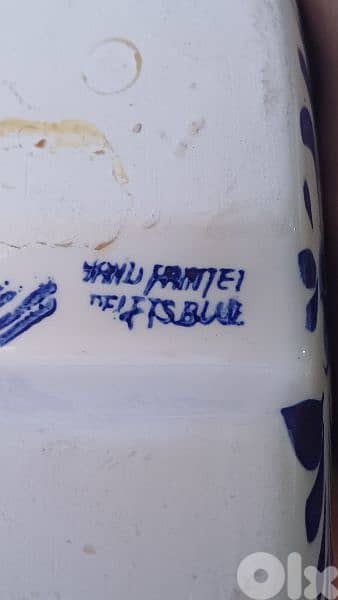 HAND PAINTED
DELFTS BLUE
OLX